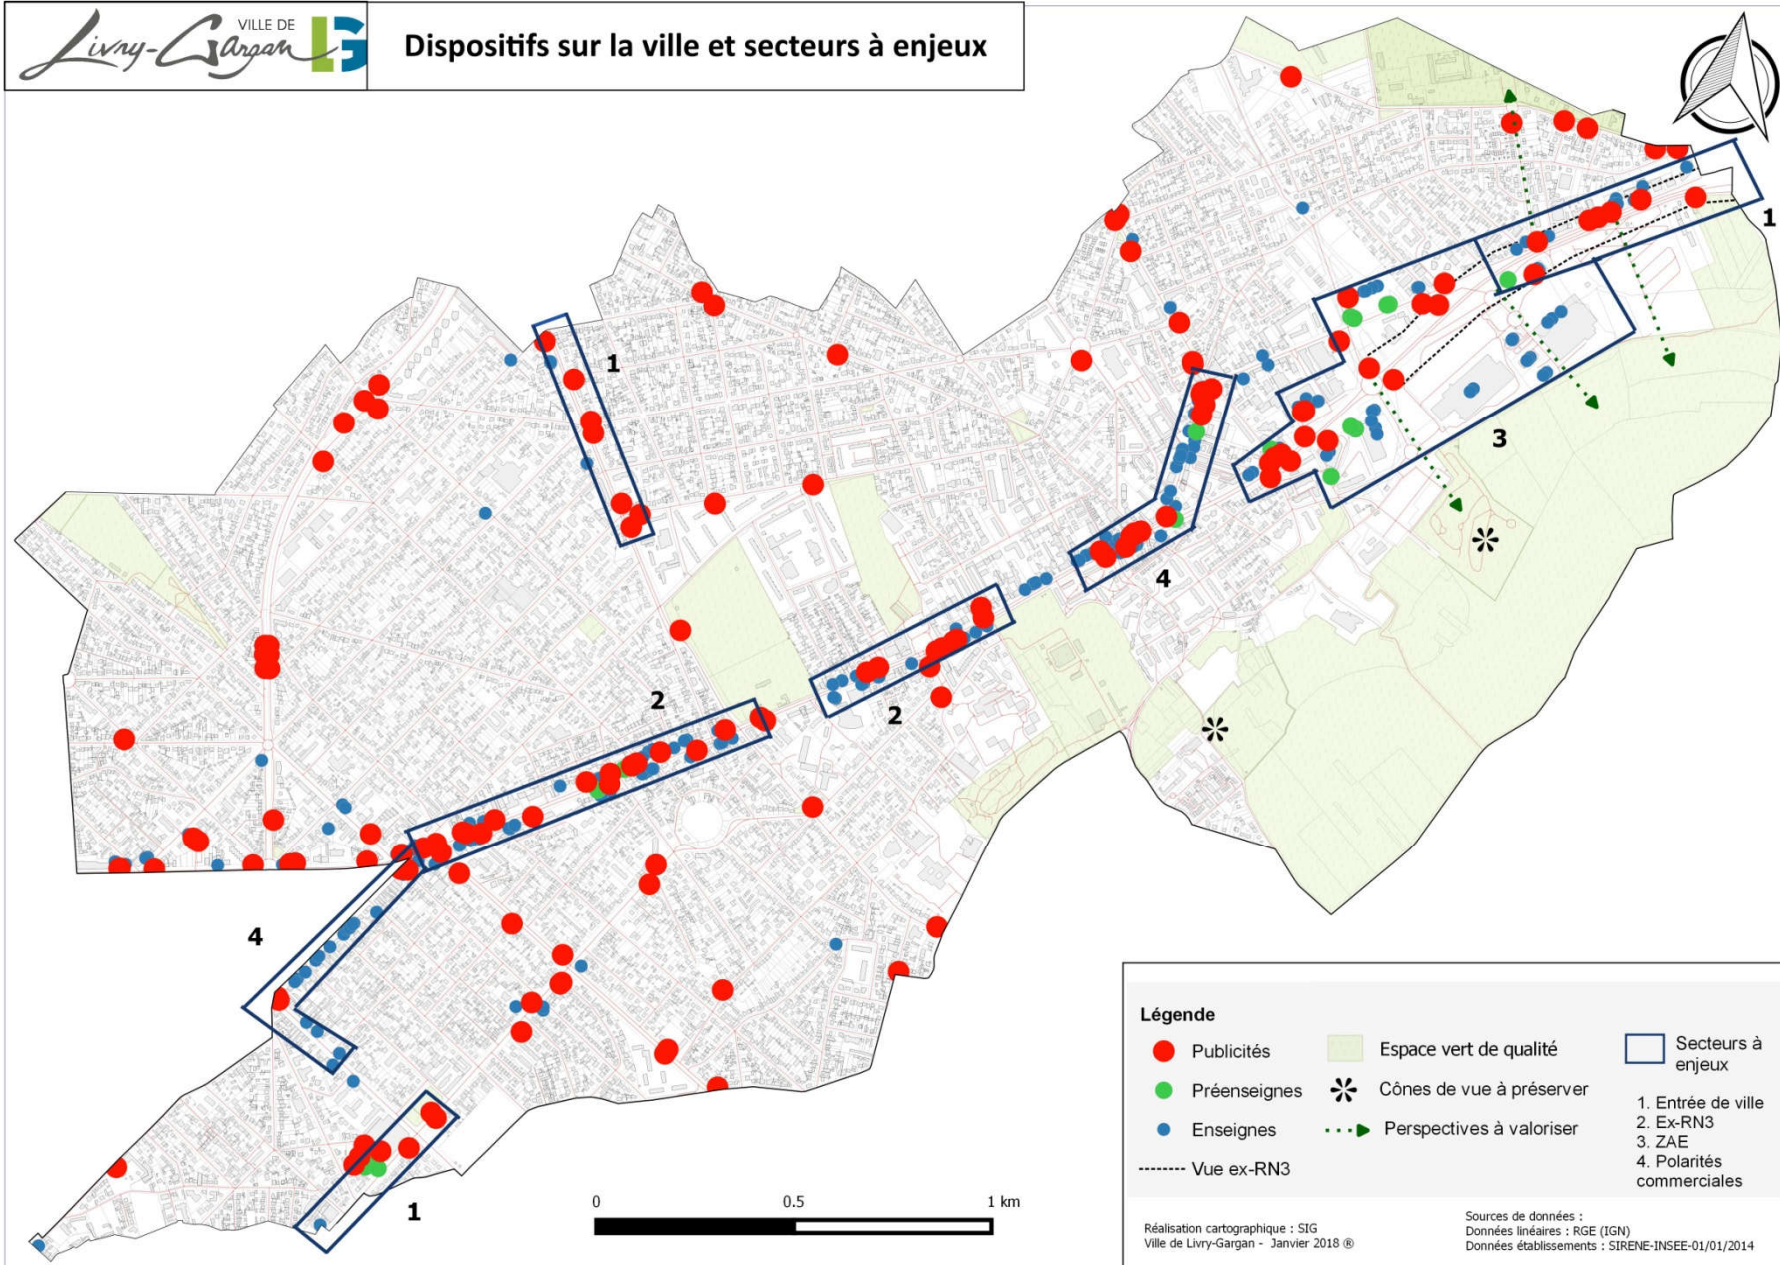 VILLE DE
Livry-Gargan LG
Dispositifs sur la ville et secteurs à enjeux
1
1
3
4
2
2
4
1
Légende
Publicités
Préenseignes
Enseignes
Vue ex-RN3
Espace vert de qualité
Cônes de vue à préserver
Perspectives à valoriser
Secteurs à
enjeux
1. Entrée de ville
2. Ex-RN3
3. ZAE
4. Polarités
commerciales
0 0.5 1 km
Réalisation cartographique : SIG
Ville de Livry-Gargan - Janvier 2018 ®
Sources de données :
Données linéaires : RGE (IGN)
Données établissements : SIRENE-INSEE-01/01/2014